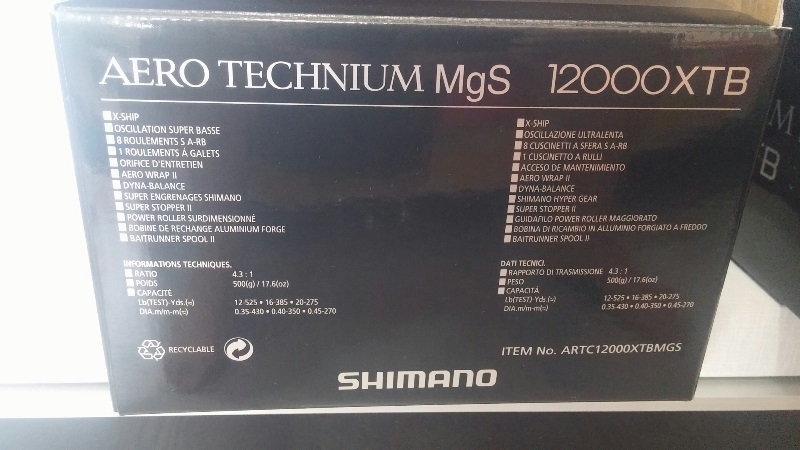 AERO TECHNIUM MgS 12000XTB
X-SHIP
OSCILLATION SUPER BASSE
8 ROULEMENTS S A-RB
1 ROULEMENTS À GALETS
ORIFICE D'ENTRETIEN
AERO WRAP II
DYNA-BALANCE
SUPER ENGRENAGES SHIMANO
SUPER STOPPER II
POWER ROLLER SURDIMENSIONNÉ
BOBINE DE RECHANGE ALUMINIUM FORGE
BAITRUNNER SPOOL II
INFORMATIONS TECHNIQUES.
RATIO 4.3 : 1
POIDS 500(g) / 17.6(oz)
CAPACITÉ
Lb(TEST)-Yds.(≈) 12-525 • 16-385 • 20-275
DIA.m/m-m(≈) 0.35-430 • 0.40-350 • 0.45-270
RECYCLABLE
X-SHIP
OSCILLAZIONE ULTRALENTA
8 CUSCINETTI A SFERA S A-RB
1 CUSCINETTO A RULLI
ACCESO DE MANTENIMIENTO
AERO WRAP II
DYNA-BALANCE
SHIMANO HYPER GEAR
SUPER STOPPER II
GUIDAFILO POWER ROLLER MAGGIORATO
BOBINA DI RICAMBIO IN ALLUMINIO FORGIATO A FREDDO
BAITRUNNER SPOOL II
DATI TECNICI.
RAPPORTO DI TRASMISSIONE 4.3 : 1
PESO 500(g) / 17.6(oz)
CAPACITÁ
Lb(TEST)-Yds.(≈) 12-525 • 16-385 • 20-275
DIA.m/m-m(≈) 0.35-430 • 0.40-350 • 0.45-270
ITEM No. ARTC12000XTBMGS
SHIMANO
M
TB